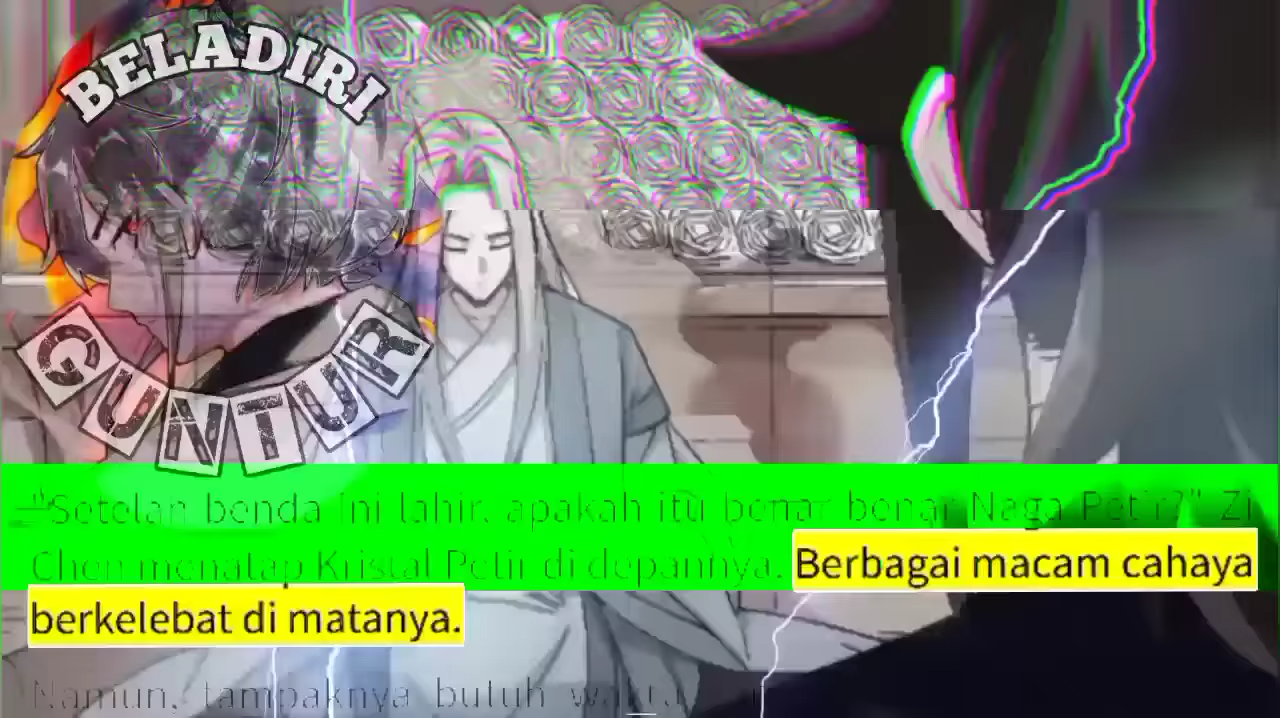 BELADIRI
GUNTUR
"Setelah benda ini lahir, apakah itu benar benar Naga Petir?" Zi
Chen menatap Kristal Petir di depannya. Berbagai macam cahaya
berkelebat di matanya.
Namun, tampaknya butuh waktu